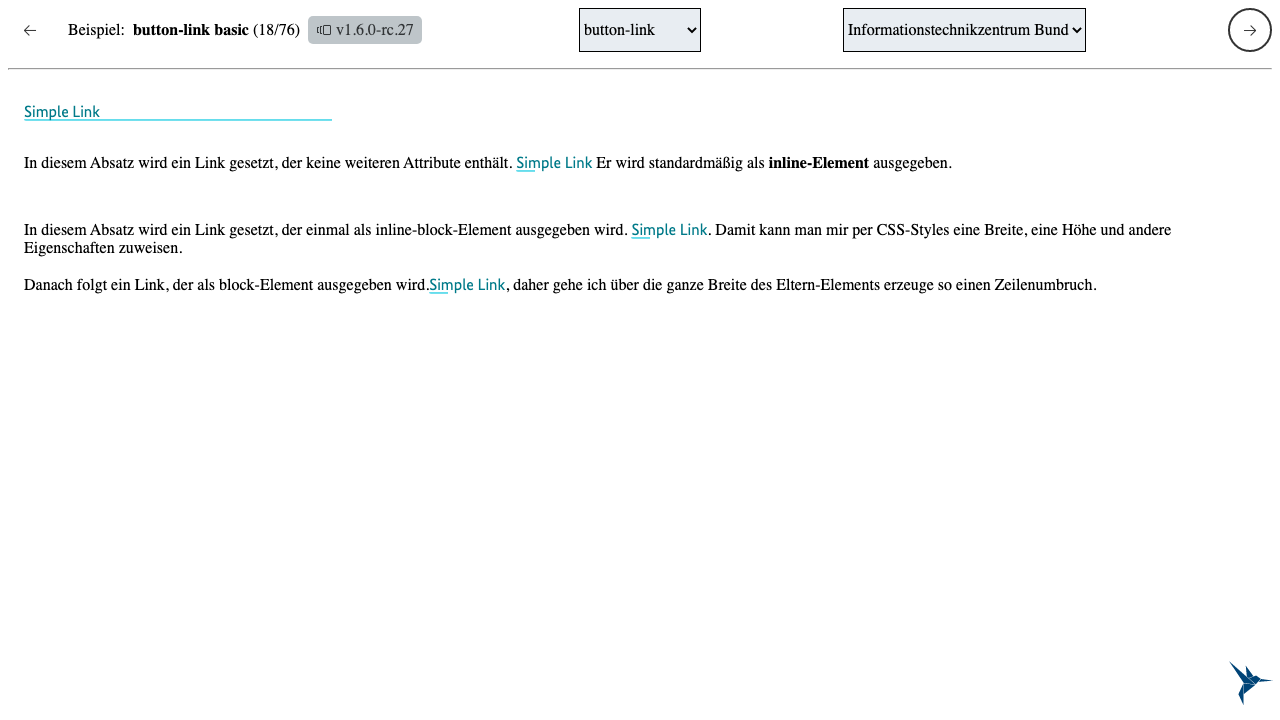 ← Beispiel: button-link basic (18/76) v1.6.0-rc.27 button-link Informationstechnikzentrum Bund →
Simple Link
In diesem Absatz wird ein Link gesetzt, der keine weiteren Attribute enthält. Simple Link Er wird standardmäßig als inline-Element ausgegeben.
In diesem Absatz wird ein Link gesetzt, der einmal als inline-block-Element ausgegeben wird. Simple Link. Damit kann man mir per CSS-Styles eine Breite, eine Höhe und andere
Eigenschaften zuweisen.
Danach folgt ein Link, der als block-Element ausgegeben wird.Simple Link, daher gehe ich über die ganze Breite des Eltern-Elements erzeuge so einen Zeilenumbruch.